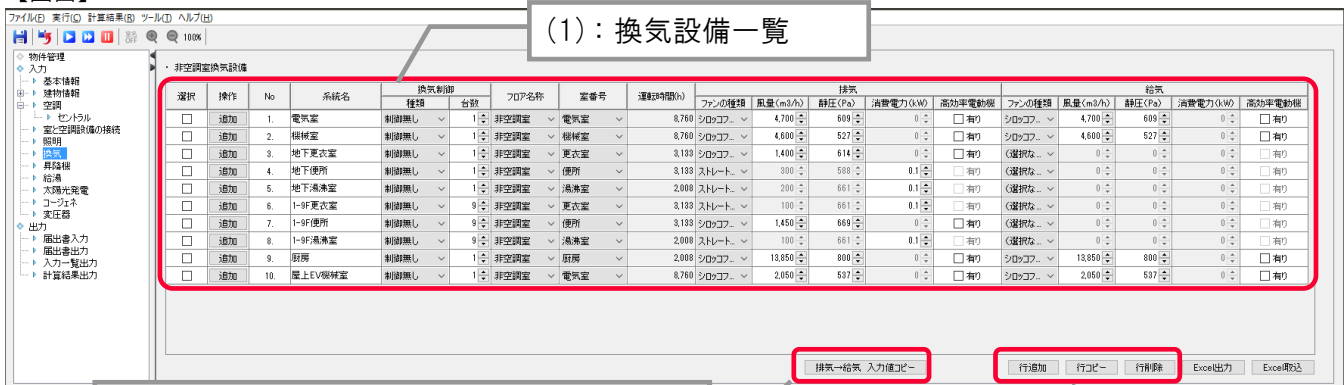 ファイル(F) 実行(C) 計算結果(R) ツール(T) ヘルプ(H)
(1)：換気設備一覧
100%
物件管理
入力
基本情報
建物情報
空調
セントラル
室と空調設備の接続
照明
換気
昇降機
給湯
太陽光発電
コージェネ
変圧器
出力
届出書入力
届出書出力
入力一覧出力
計算結果出力
・ 非空調室換気設備
選択 操作 No 系統名 換気制御 フロア名称 室番号 運転時間(h) 排気 給気
種類 台数 ファンの種類 風量(m3/h) 静圧(Pa) 消費電力(kW) 高効率電動機 ファンの種類 風量(m3/h) 静圧(Pa) 消費電力(kW) 高効率電動機
追加 1. 電気室 制御無し 1 非空調室 電気室 8,760 シロッコフ... 4,700 609 0 有り シロッコフ... 4,700 609 0 有り
追加 2. 機械室 制御無し 1 非空調室 機械室 8,760 シロッコフ... 4,600 527 0 有り シロッコフ... 4,600 527 0 有り
追加 3. 地下更衣室 制御無し 1 非空調室 更衣室 3,133 シロッコフ... 1,400 614 0 有り (選択な... 0 0 0 有り
追加 4. 地下便所 制御無し 1 非空調室 便所 3,133 ストレート... 300 588 0.1 有り (選択な... 0 0 0 有り
追加 5. 地下湯沸室 制御無し 1 非空調室 湯沸室 2,008 ストレート... 200 661 0.1 有り (選択な... 0 0 0 有り
追加 6. 1-9F更衣室 制御無し 9 非空調室 更衣室 3,133 ストレート... 100 661 0.1 有り (選択な... 0 0 0 有り
追加 7. 1-9F便所 制御無し 9 非空調室 便所 3,133 シロッコフ... 1,450 669 0 有り (選択な... 0 0 0 有り
追加 8. 1-9F湯沸室 制御無し 9 非空調室 湯沸室 2,008 ストレート... 100 661 0.1 有り (選択な... 0 0 0 有り
追加 9. 厨房 制御無し 1 非空調室 厨房 2,008 シロッコフ... 13,850 800 0 有り シロッコフ... 13,850 800 0 有り
追加 10. 屋上EV機械室 制御無し 1 非空調室 電気室 8,760 シロッコフ... 2,050 537 0 有り シロッコフ... 2,050 537 0 有り
排気→給気 入力値コピー 行追加 行コピー 行削除 Excel出力 Excel取込